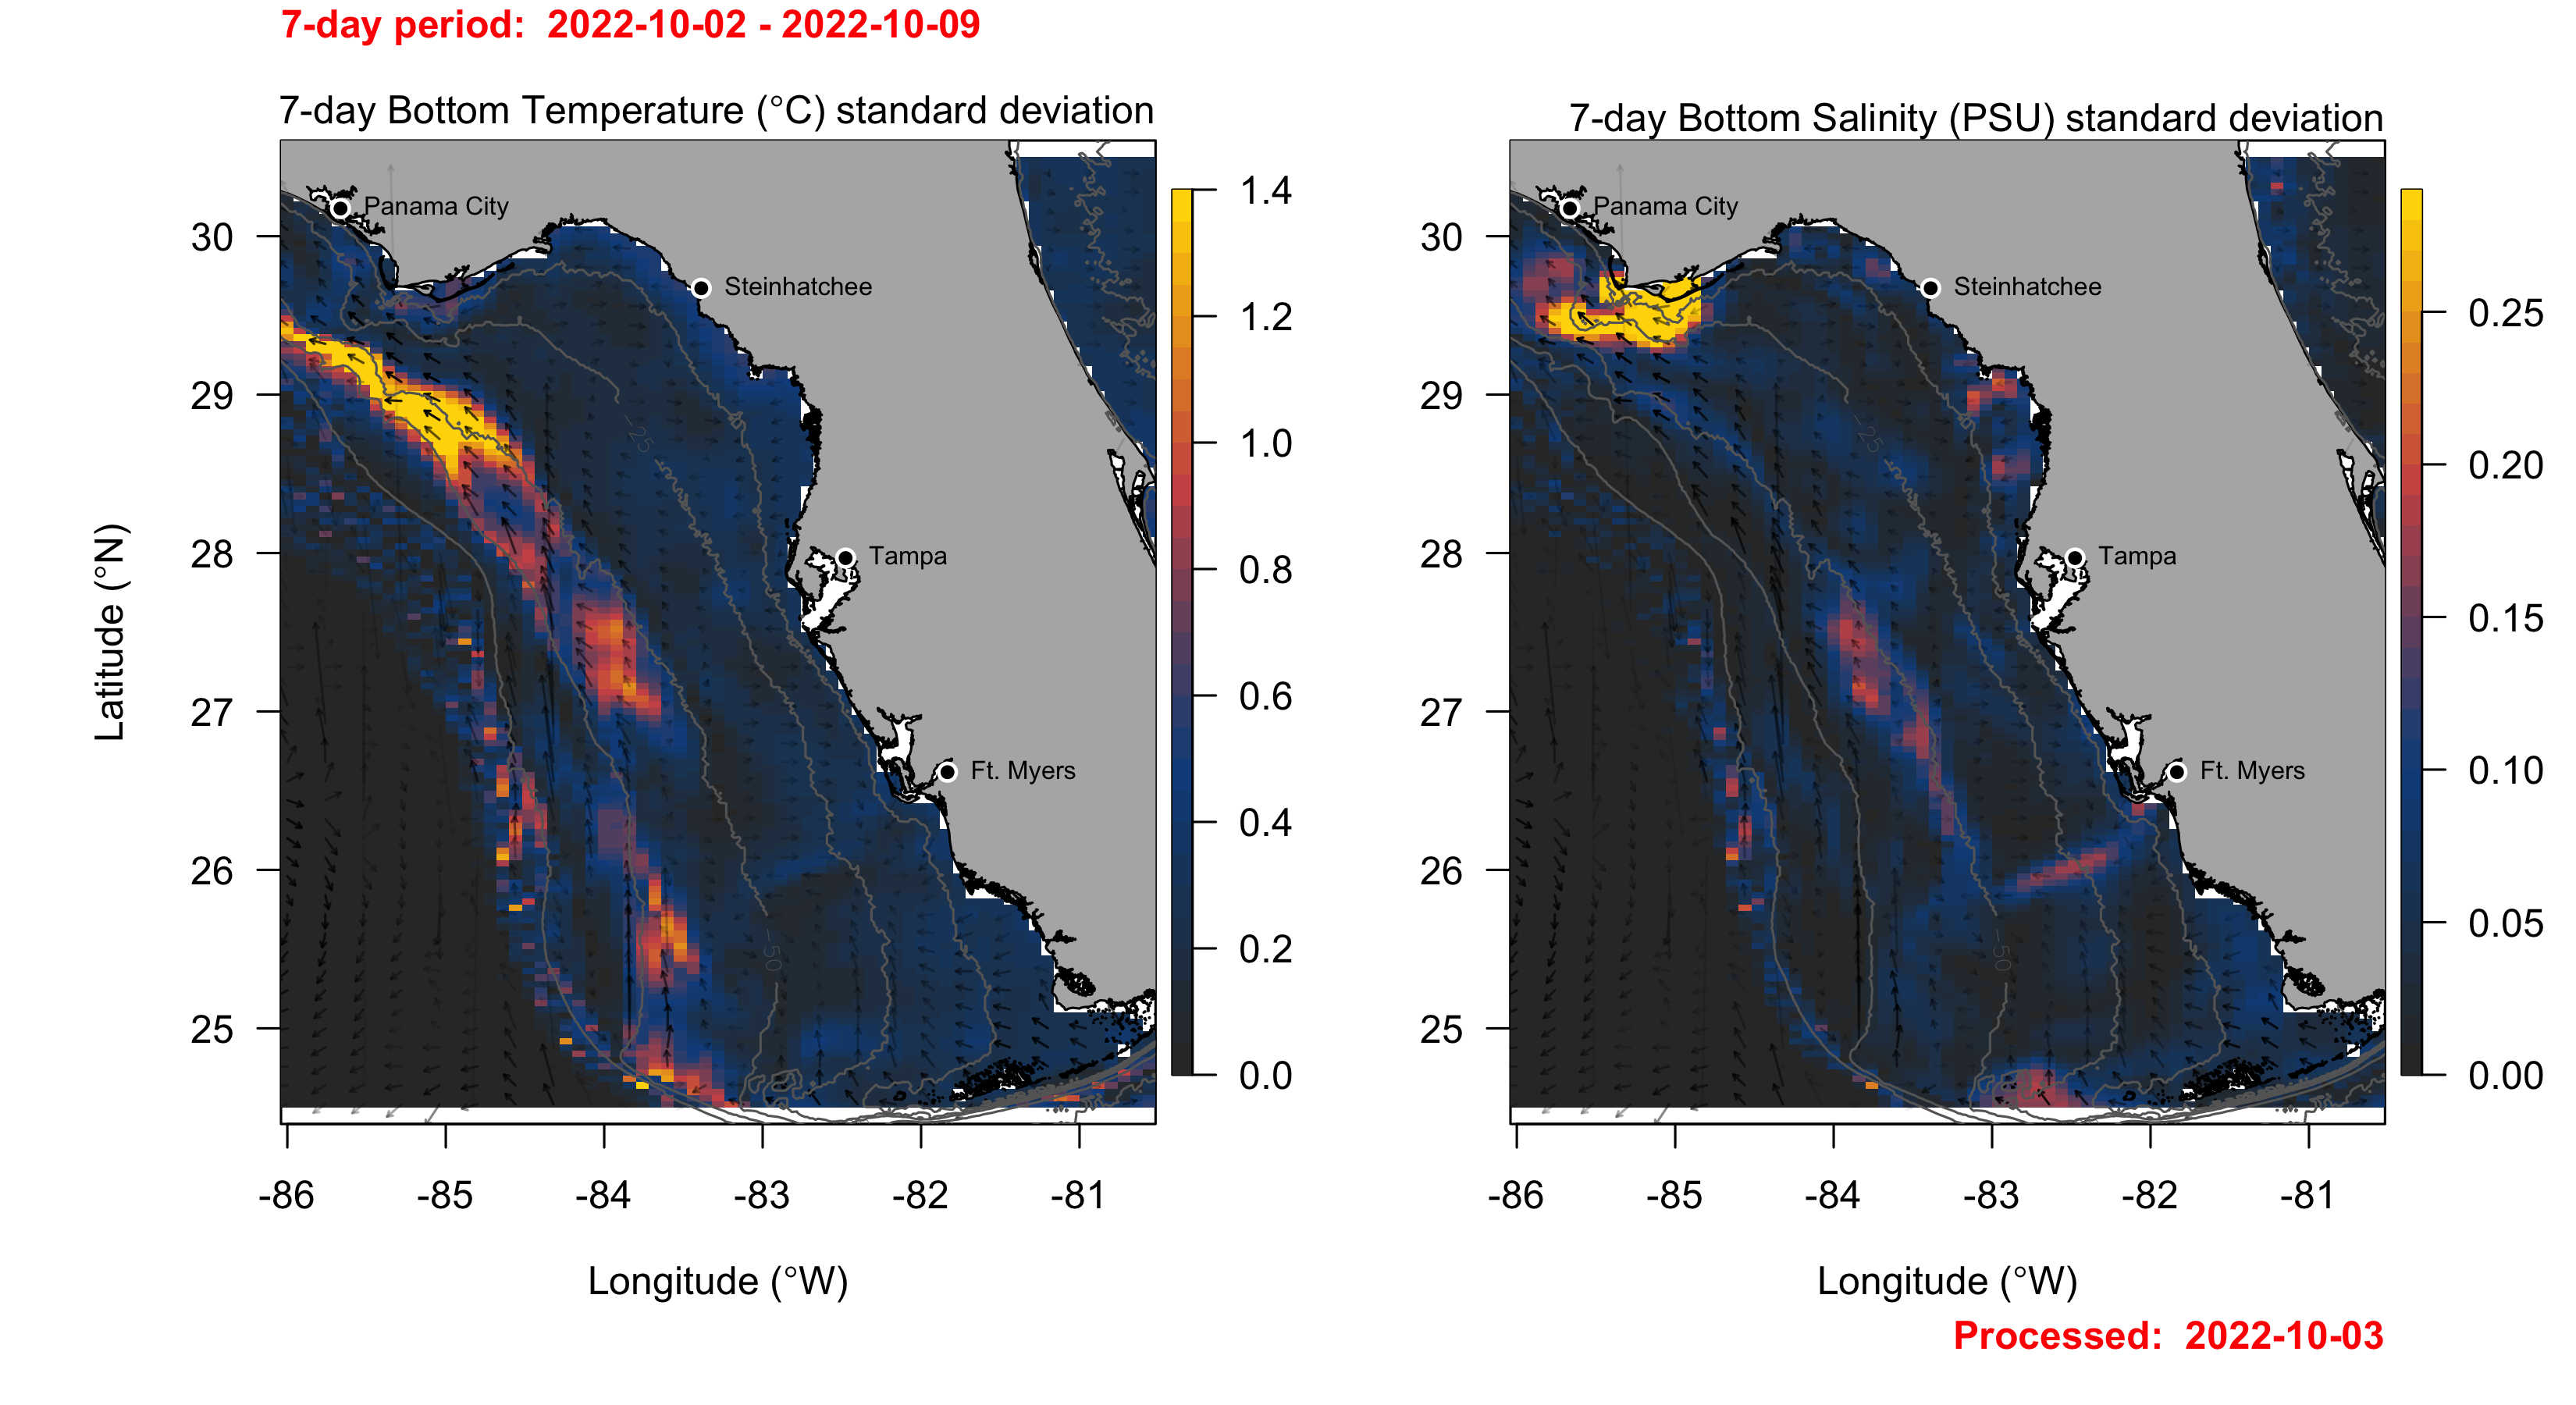 7-day period:  2022-10-02 - 2022-10-09
7-day Bottom Temperature (°C) standard deviation
Panama City
Steinhatchee
Tampa
Ft. Myers
-25
-50
30
29
28
27
26
25
Latitude (°N)
-86
-85
-84
-83
-82
-81
Longitude (°W)
1.4
1.2
1.0
0.8
0.6
0.4
0.2
0.0
7-day Bottom Salinity (PSU) standard deviation
Panama City
Steinhatchee
Tampa
Ft. Myers
-25
-50
30
29
28
27
26
25
-86
-85
-84
-83
-82
-81
Longitude (°W)
0.25
0.20
0.15
0.10
0.05
0.00
Processed:  2022-10-03